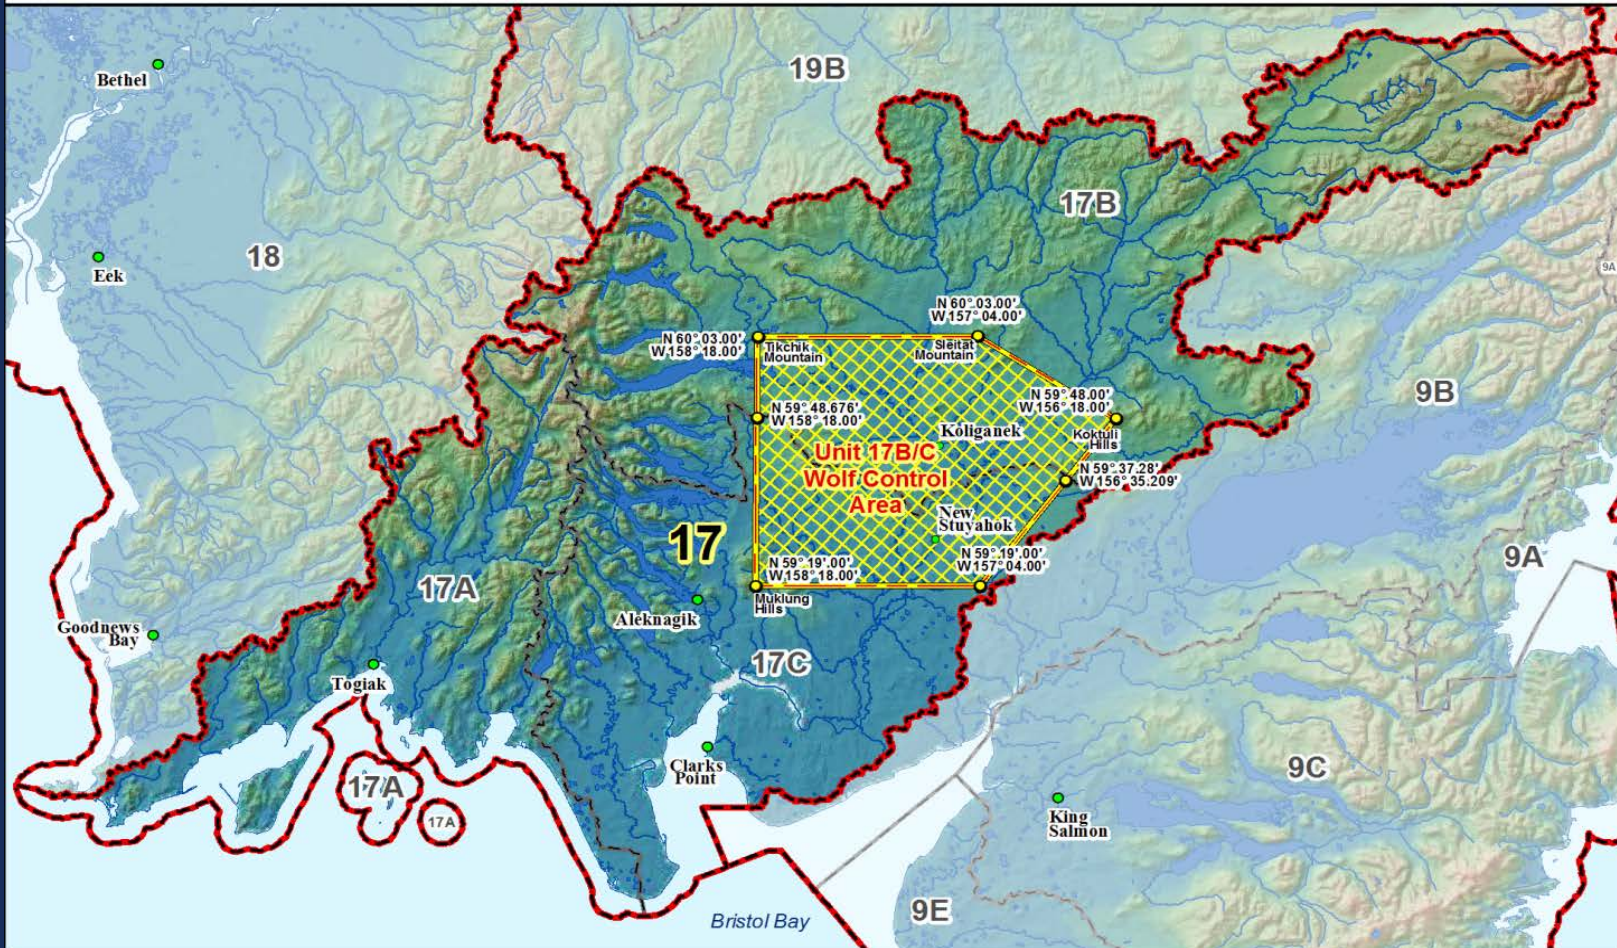 19B
Bethel
17B
18
Eek
9A
N 60° 03.00'
W 157° 04.00'
N 60° 03.00'
W 158° 18.00'
Tikchik
Mountain
Sleitat
Mountain
9B
N 59° 48.00'
W 156° 18.00'
N 59° 48.676'
W 158° 18.00'
Koliganek
Koktuli
Hills
Unit 17B/C
Wolf Control
Area
N 59° 37.28'
W 156° 35.209'
New
Stuyahok
17
N 59° 19'.00'
W 157° 04.00'
N 59° 19'.00'
W 158° 18.00'
9A
17A
Muklung
Hills
Aleknagik
Goodnews
Bay
17C
Togiak
Clarks
Point
9C
17A
17A
King
Salmon
Bristol Bay
9E